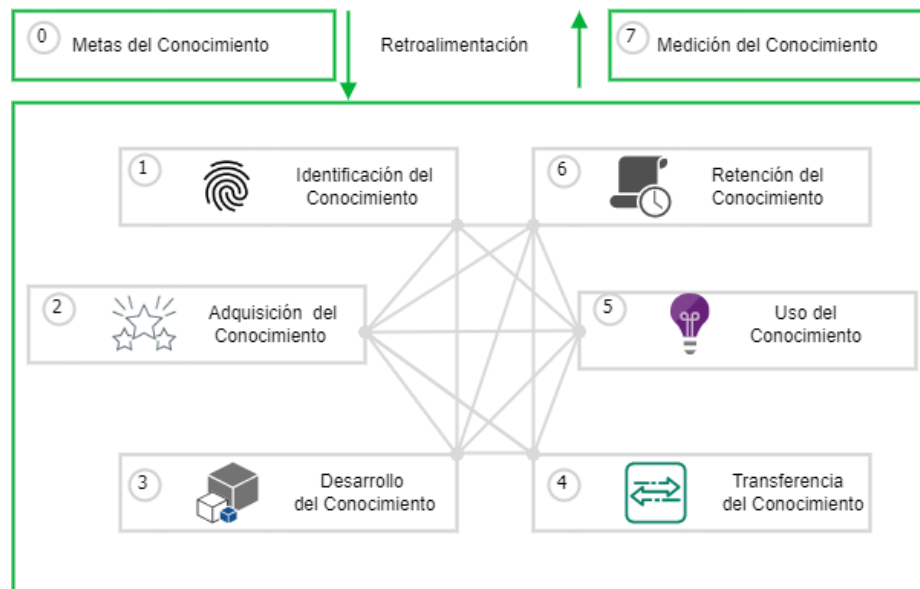 0 Metas del Conocimiento
Retroalimentación
7 Medición del Conocimiento
1 Identificación del
Conocimiento
6 Retención del
Conocimiento
2 Adquisición del
Conocimiento
5 Uso del
Conocimiento
3 Desarrollo
del Conocimiento
4 Transferencia
del Conocimiento